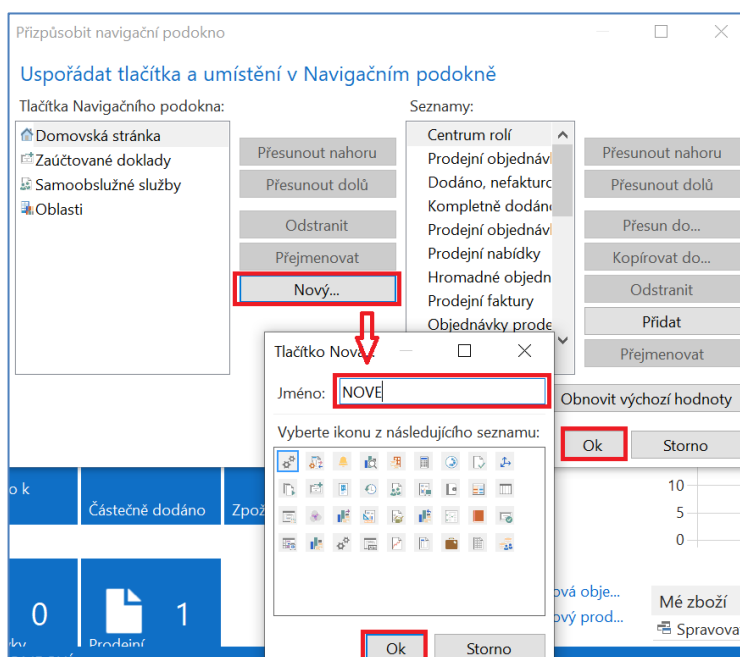 Přizpůsobit navigační podokno
Uspořádat tlačítka a umístění v Navigačním podokně
Tlačítka Navigačního podokna:
Domovská stránka
Zaúčtované doklady
Samoobslužné služby
Oblasti
Přesunout nahoru
Přesunout dolů
Odstranit
Přejmenovat
Nový...
Seznamy:
Centrum rolí
Prodejní objednáv
Dodáno, nefakturo
Kompletně dodáno
Prodejní objednáv
Prodejní nabídky
Hromadné objedn
Prodejní faktury
Objednávky prode
Přesunout nahoru
Přesunout dolů
Přesun do...
Kopírovat do...
Odstranit
Přidat
Přejmenovat
Obnovit výchozí hodnoty
Ok
Storno
Tlačítko Nová
Jméno:
NOVE
Vyberte ikonu z následujícího seznamu:
Ok
Storno
o k
Částečně dodáno
Zpož
0
1
Prodejní
10
5
0
ová obje...
ový prod...
Mé zboží
Spravova